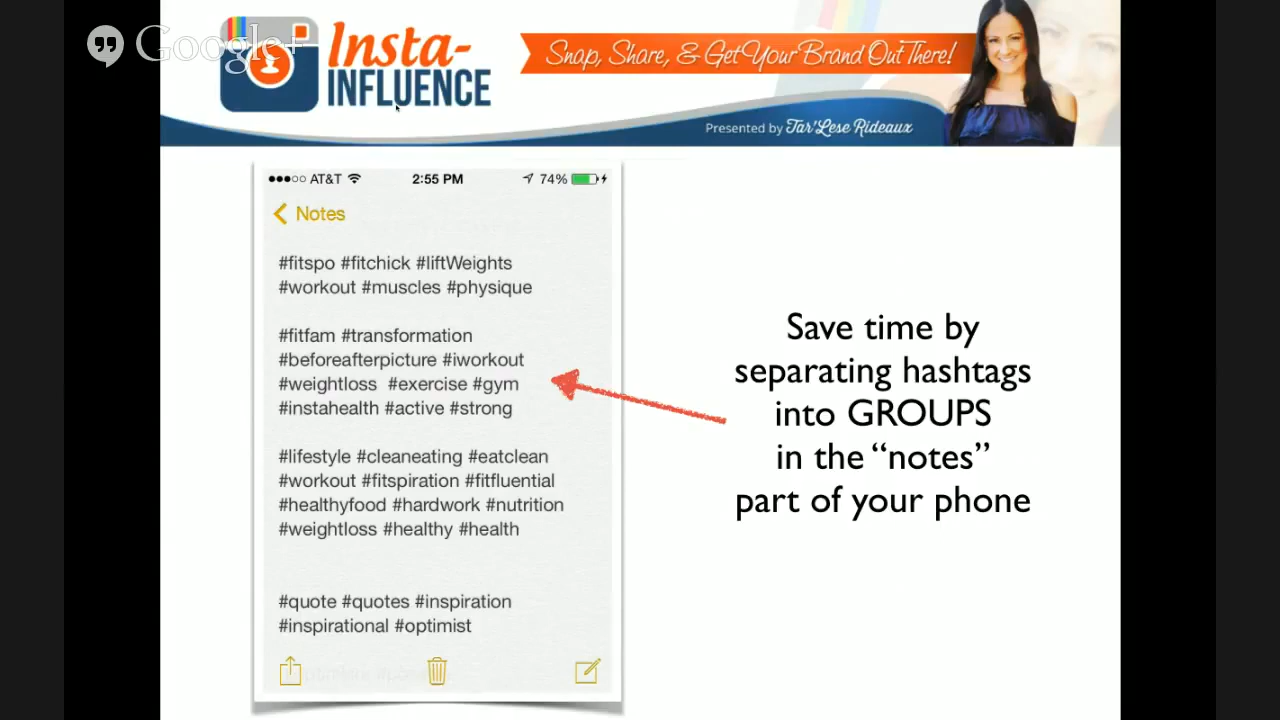 Google+
Insta-
INFLUENCE
Snap, Share, & Get Your Brand Out There!
Presented by Tar'Lese Rideaux
AT&T 2:55 PM 74%
Notes
#fitspo #fitchick #liftWeights
#workout #muscles #physique
#fitfam #transformation
#beforeafterpicture #iworkout
#weightloss #exercise #gym
#instahealth #active #strong
#lifestyle #cleaneating #eatclean
#workout #fitspiration #fitfluential
#healthyfood #hardwork #nutrition
#weightloss #healthy #health
#quote #quotes #inspiration
#inspirational #optimist
Save time by
separating hashtags
into GROUPS
in the “notes”
part of your phone